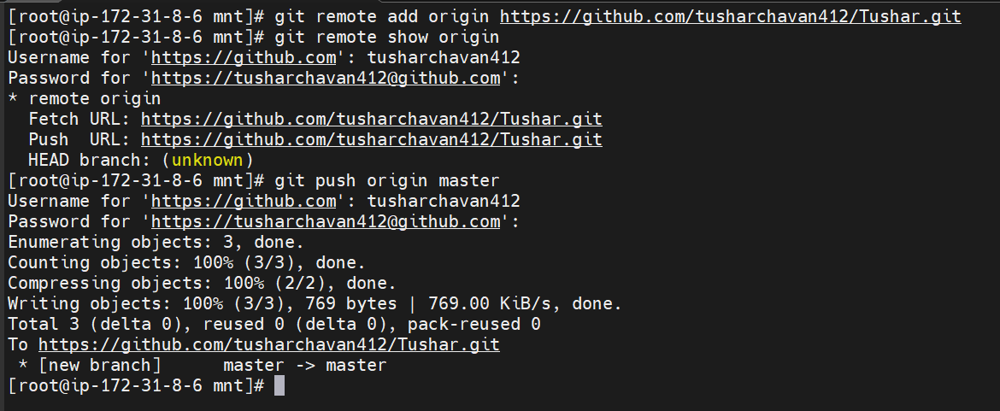 [root@ip-172-31-8-6 mnt]# git remote add origin https://github.com/tusharchavan412/Tushar.git
[root@ip-172-31-8-6 mnt]# git remote show origin
Username for 'https://github.com': tusharchavan412
Password for 'https://tusharchavan412@github.com':
* remote origin
  Fetch URL: https://github.com/tusharchavan412/Tushar.git
  Push  URL: https://github.com/tusharchavan412/Tushar.git
  HEAD branch: (unknown)
[root@ip-172-31-8-6 mnt]# git push origin master
Username for 'https://github.com': tusharchavan412
Password for 'https://tusharchavan412@github.com':
Enumerating objects: 3, done.
Counting objects: 100% (3/3), done.
Compressing objects: 100% (2/2), done.
Writing objects: 100% (3/3), 769 bytes | 769.00 KiB/s, done.
Total 3 (delta 0), reused 0 (delta 0), pack-reused 0
To https://github.com/tusharchavan412/Tushar.git
 * [new branch]      master -> master
[root@ip-172-31-8-6 mnt]#